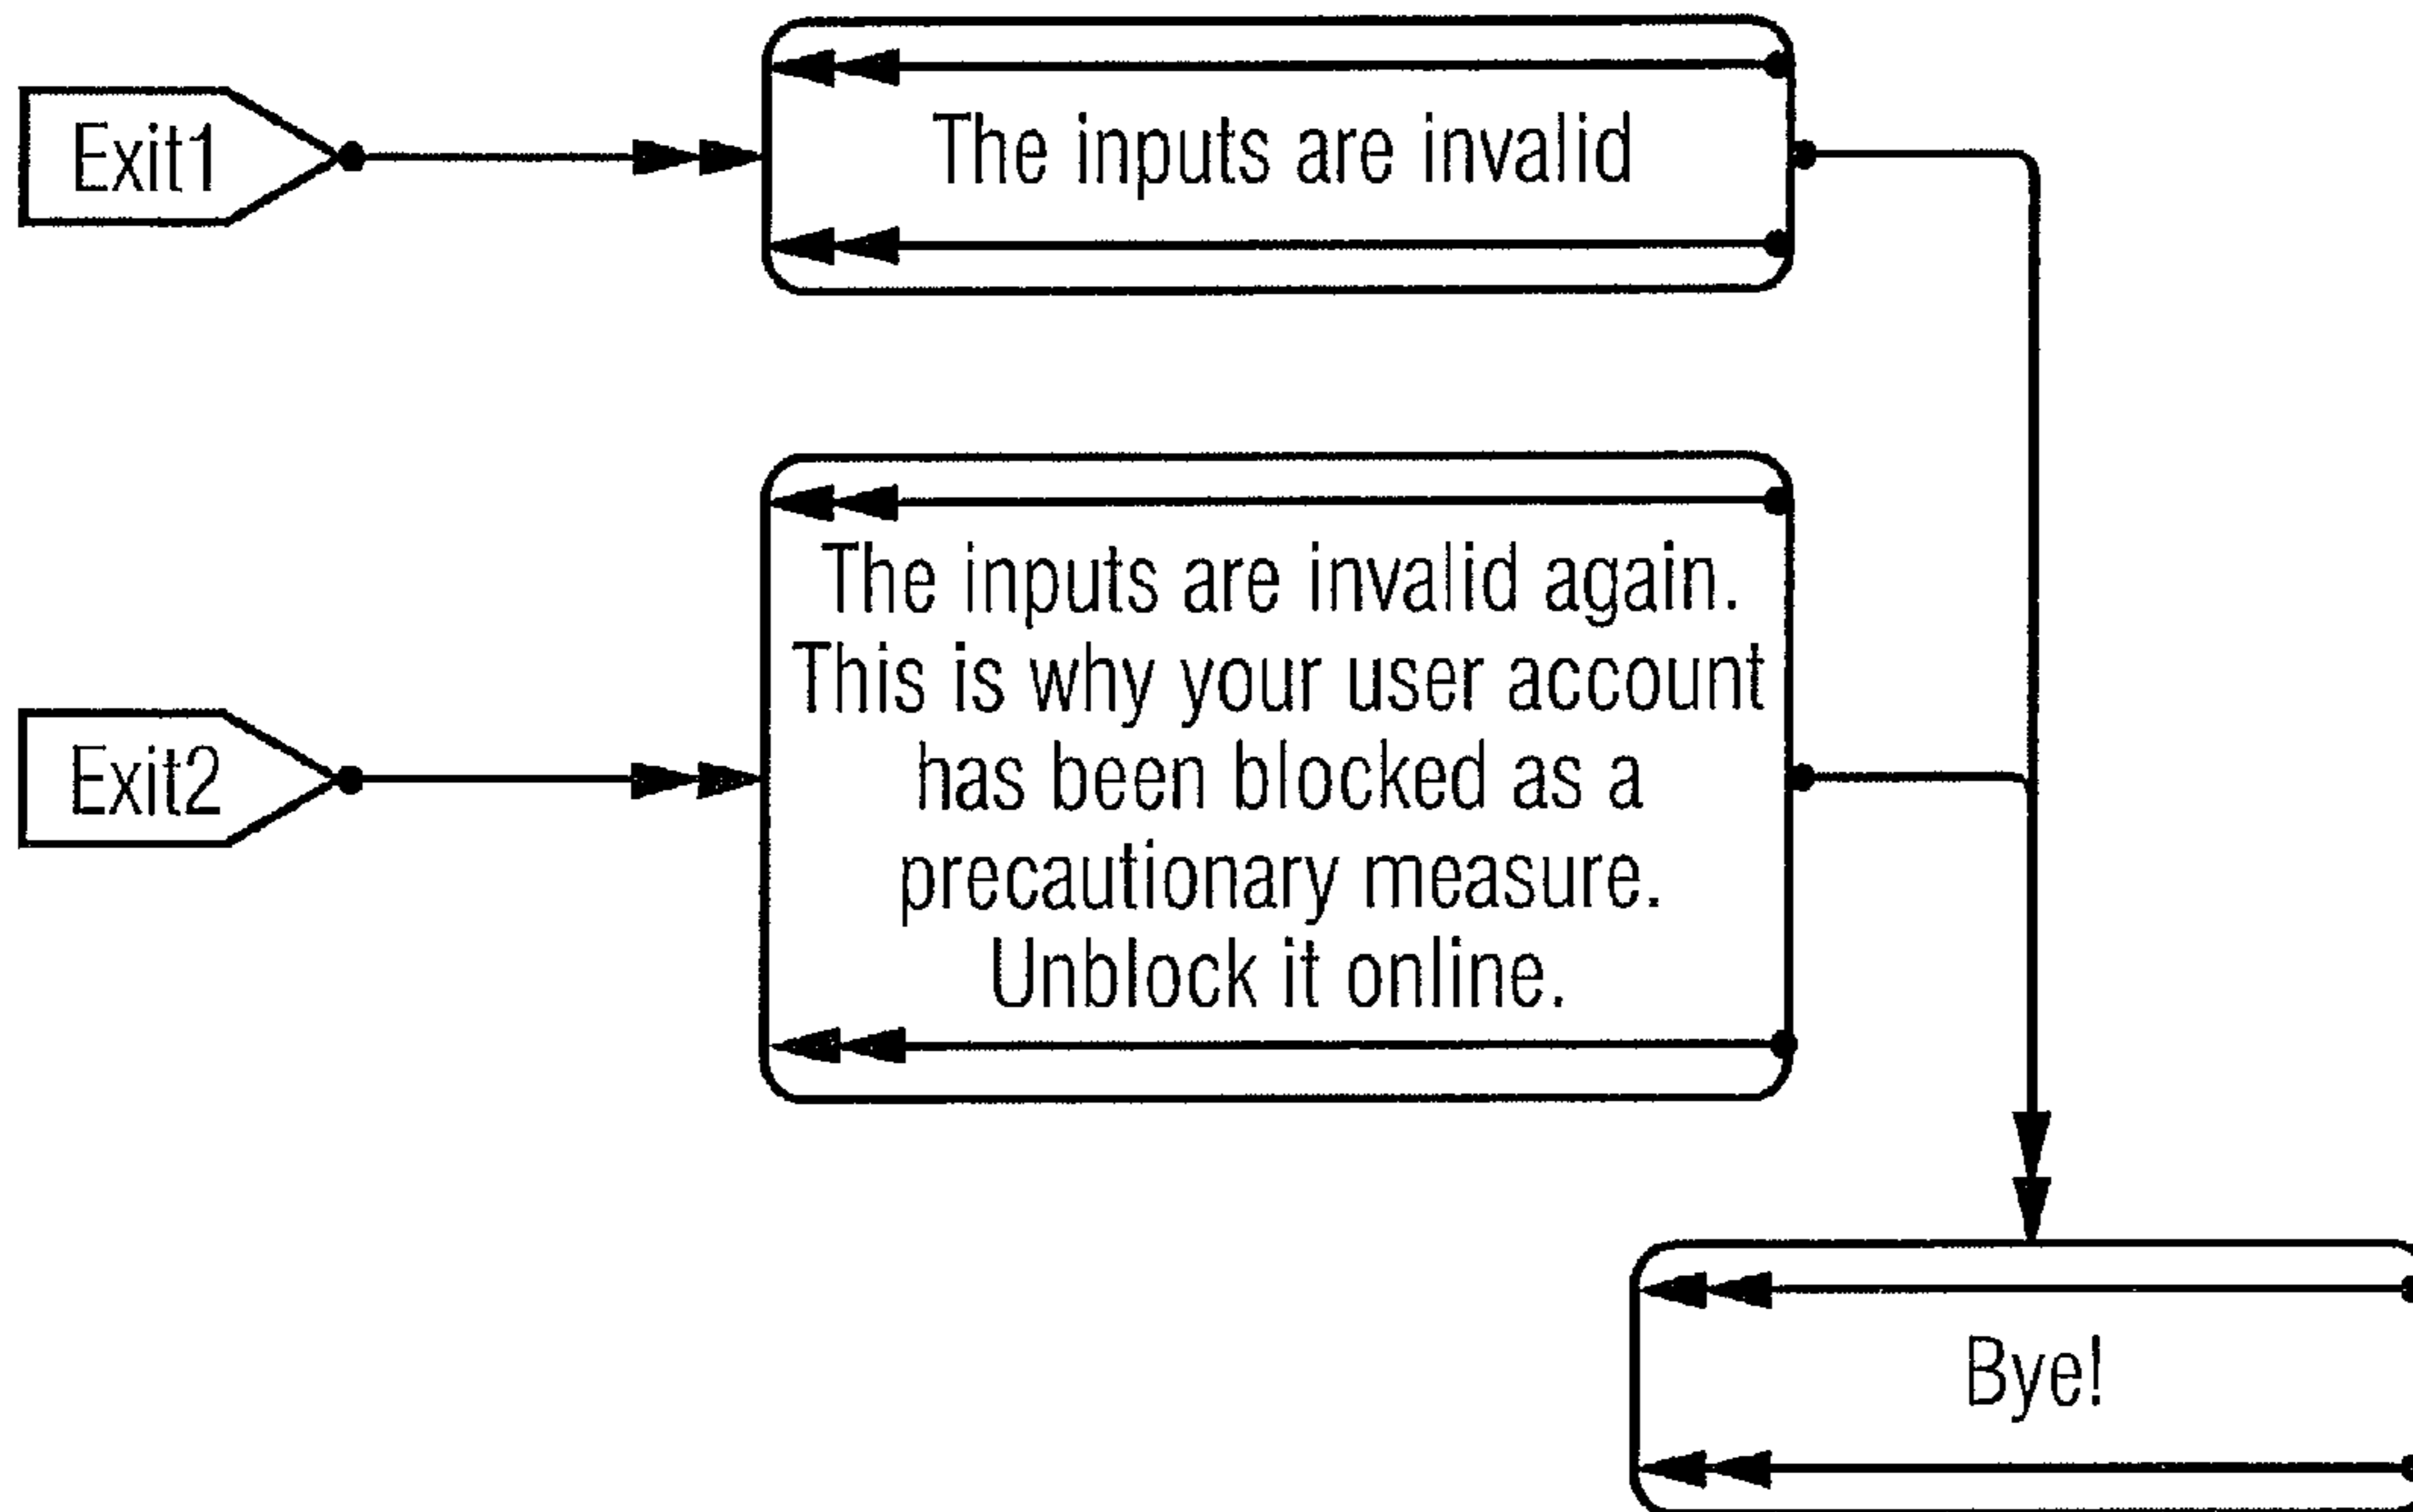 Exit1
The inputs are invalid
Exit2
The inputs are invalid again.
This is why your user account
has been blocked as a
precautionary measure.
Unblock it online.
Bye!